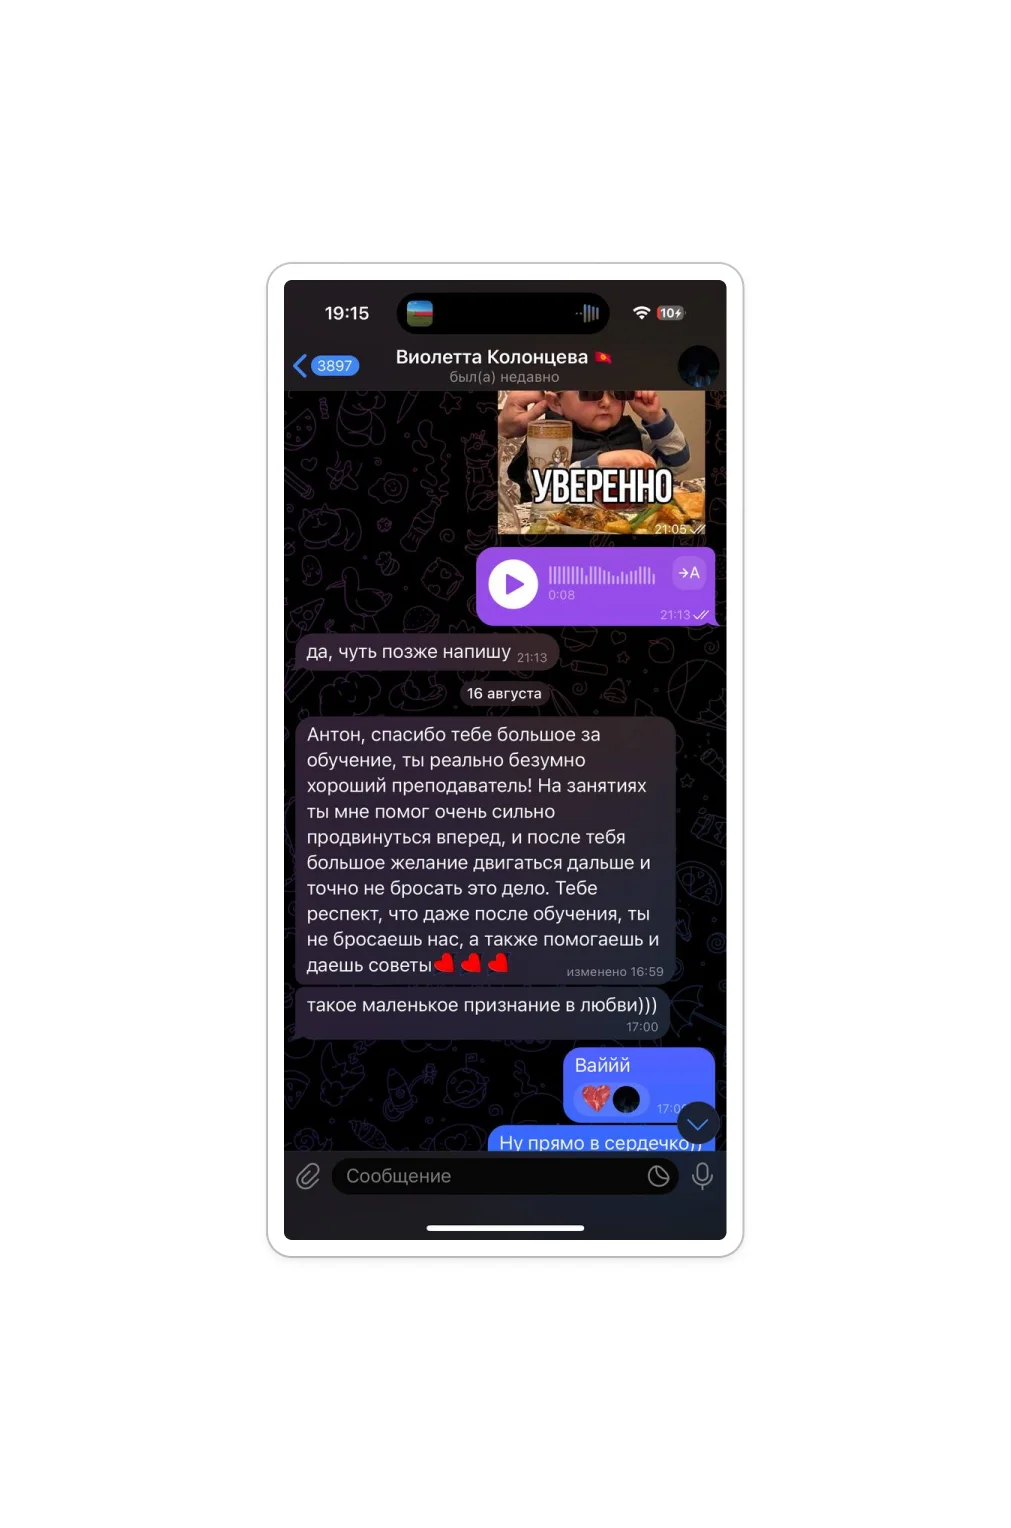 19:15
10
3897
Виолетта Колонцева
был(а) недавно
УВЕРЕННО
21:05
→A
0:08
21:13
да, чуть позже напишу 21:13
16 августа
Антон, спасибо тебе большое за
обучение, ты реально безумно
хороший преподаватель! На занятиях
ты мне помог очень сильно
продвинуться вперед, и после тебя
большое желание двигаться дальше и
точно не бросать это дело. Тебе
респект, что даже после обучения, ты
не бросаешь нас, а также помогаешь и
даешь советы❤️❤️❤️ изменено 16:59
такое маленькое признание в любви)))
17:00
Ваййй
Ну прямо в сердечко))
Сообщение